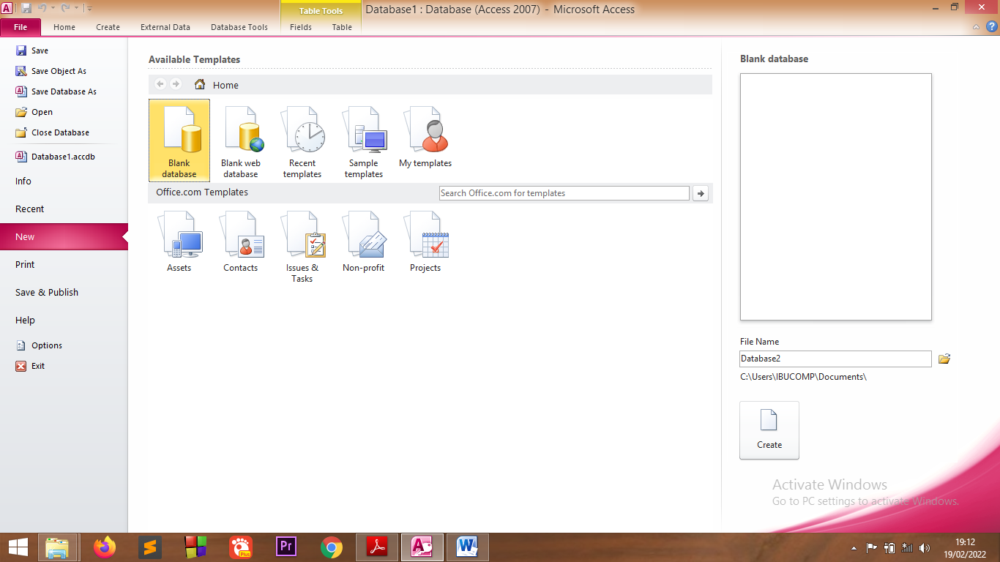 Table Tools
Database1 : Database (Access 2007) - Microsoft Access
File Home Create External Data Database Tools Fields Table
Save
Save Object As
Save Database As
Open
Close Database
Database1.accdb
Info
Recent
New
Print
Save & Publish
Help
Options
Exit
Available Templates
Home
Blank
database
Blank web
database
Recent
templates
Sample
templates
My templates
Office.com Templates
Search Office.com for templates
Assets
Contacts
Issues &
Tasks
Non-profit
Projects
Blank database
File Name
Database2
C:\Users\IBUCOMP\Documents\
Create
Activate Windows
Go to PC settings to activate Windows.
Pr
Plus
19:12
19/02/2022